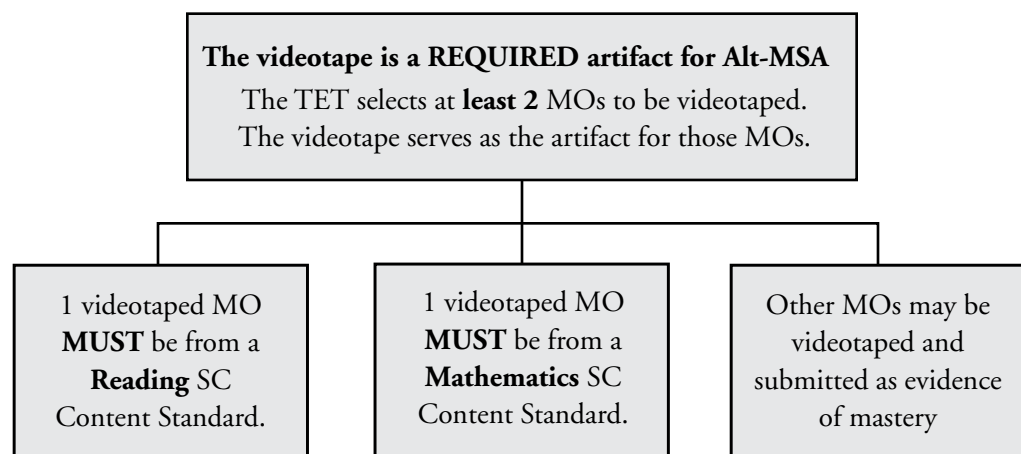 The videotape is a REQUIRED artifact for Alt-MSA
The TET selects at least 2 MOs to be videotaped.
The videotape serves as the artifact for those MOs.
1 videotaped MO
MUST be from a
Reading SC
Content Standard.
1 videotaped MO
MUST be from a
Mathematics SC
Content Standard.
Other MOs may be
videotaped and
submitted as evidence
of mastery